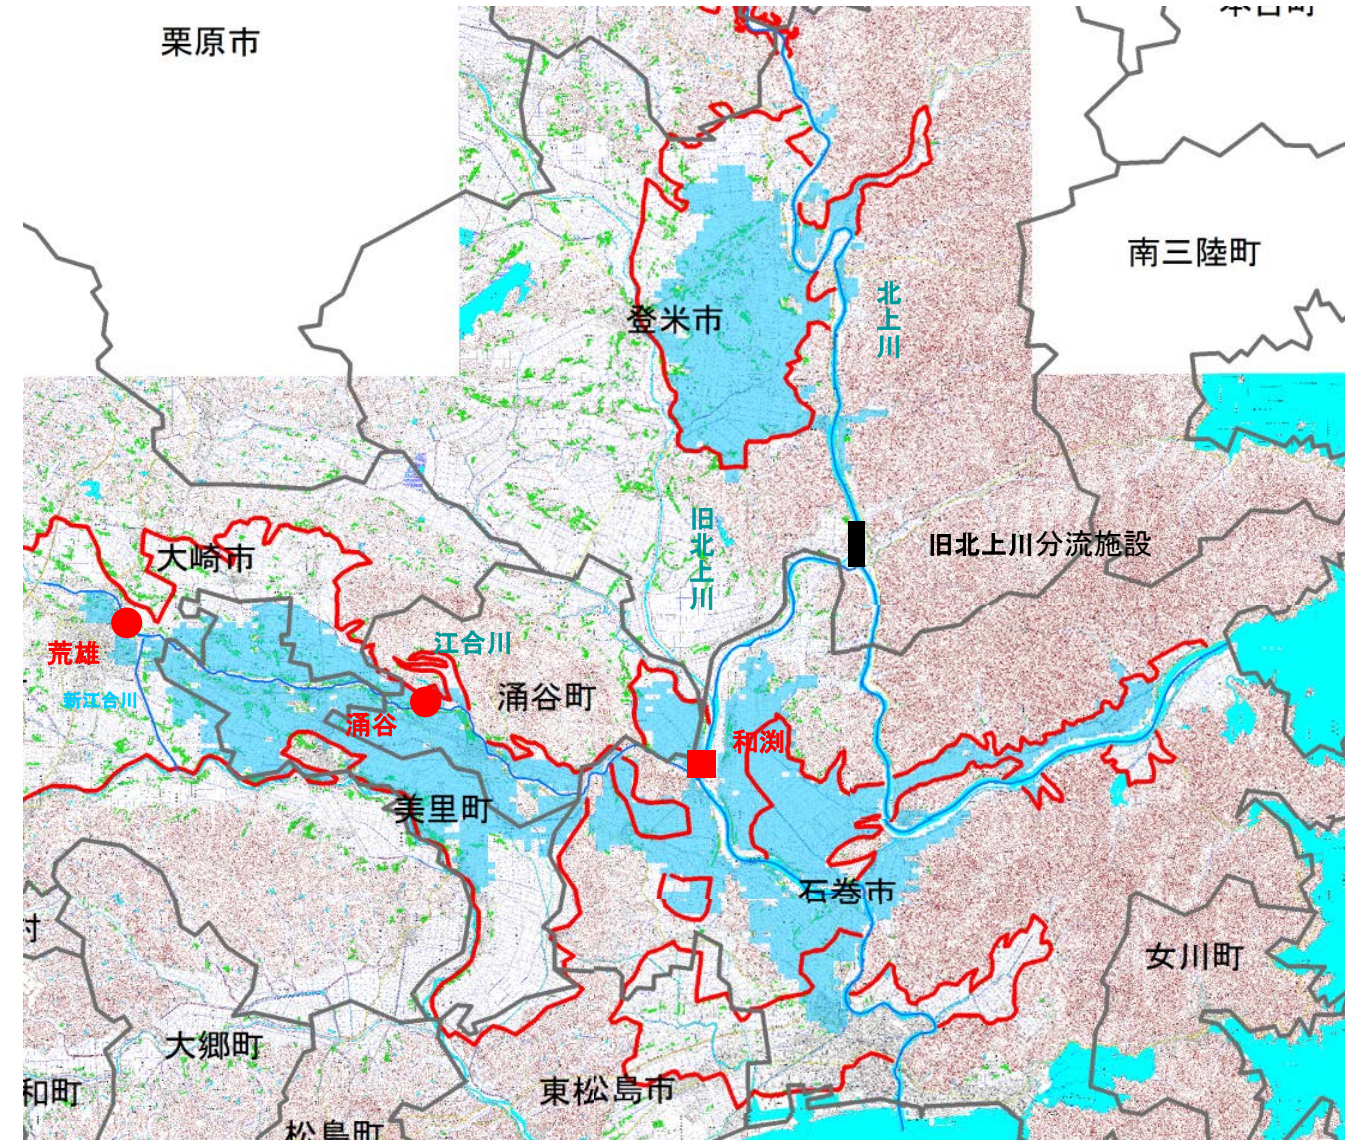 本吉町
栗原市
南三陸町
北上川
登米市
旧北上川
旧北上川分流施設
大崎市
江合川
荒雄
涌谷町
新江合川
涌谷
和渕
美里町
石巻市
村
女川町
大郷町
和町
東松島市
松島町